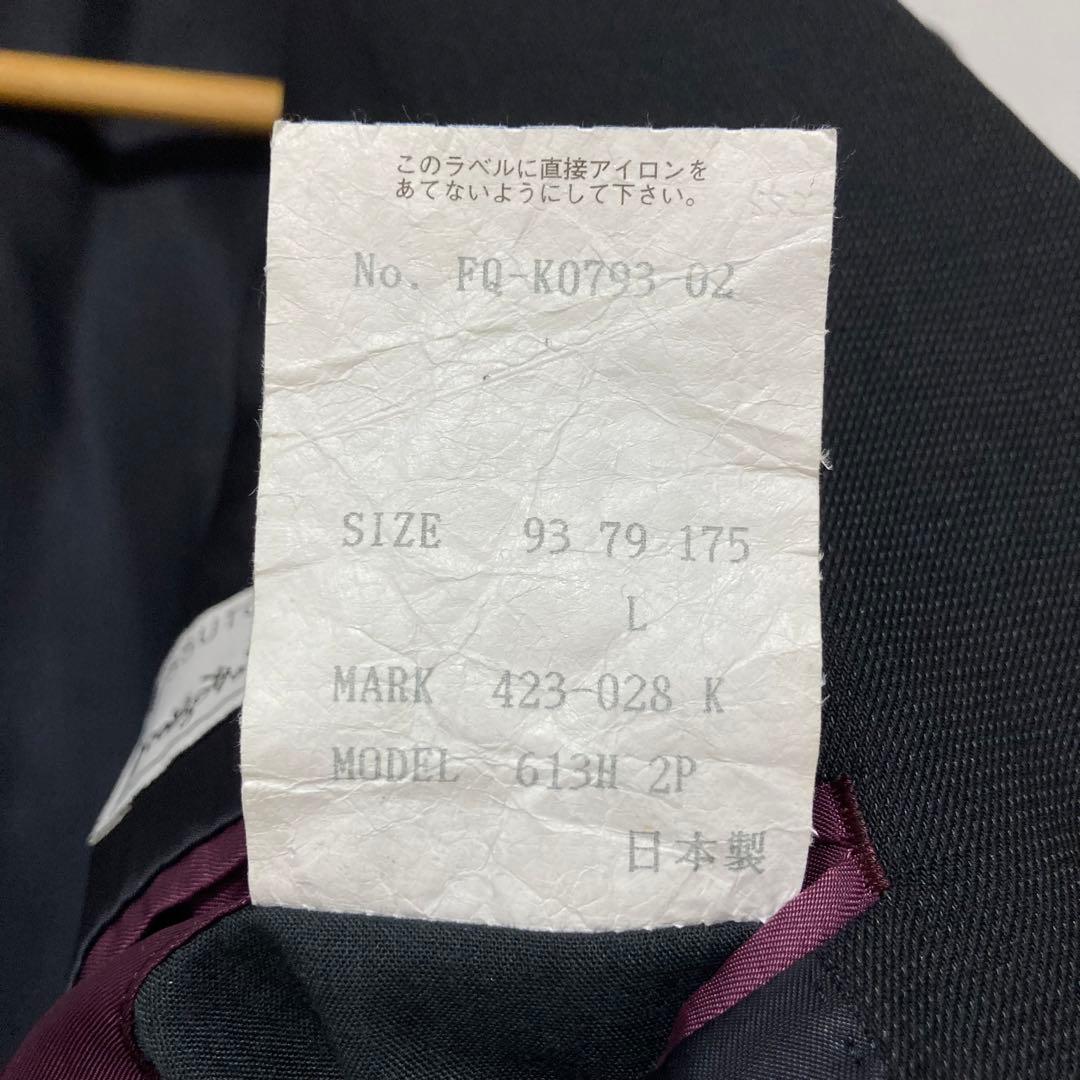 このラベルに直接アイロンを
あてないようにして下さい。
No. FQ-K0793-02
SIZE 93 79 175
L
MARK 423-028 K
MODEL 613H 2P
日本製